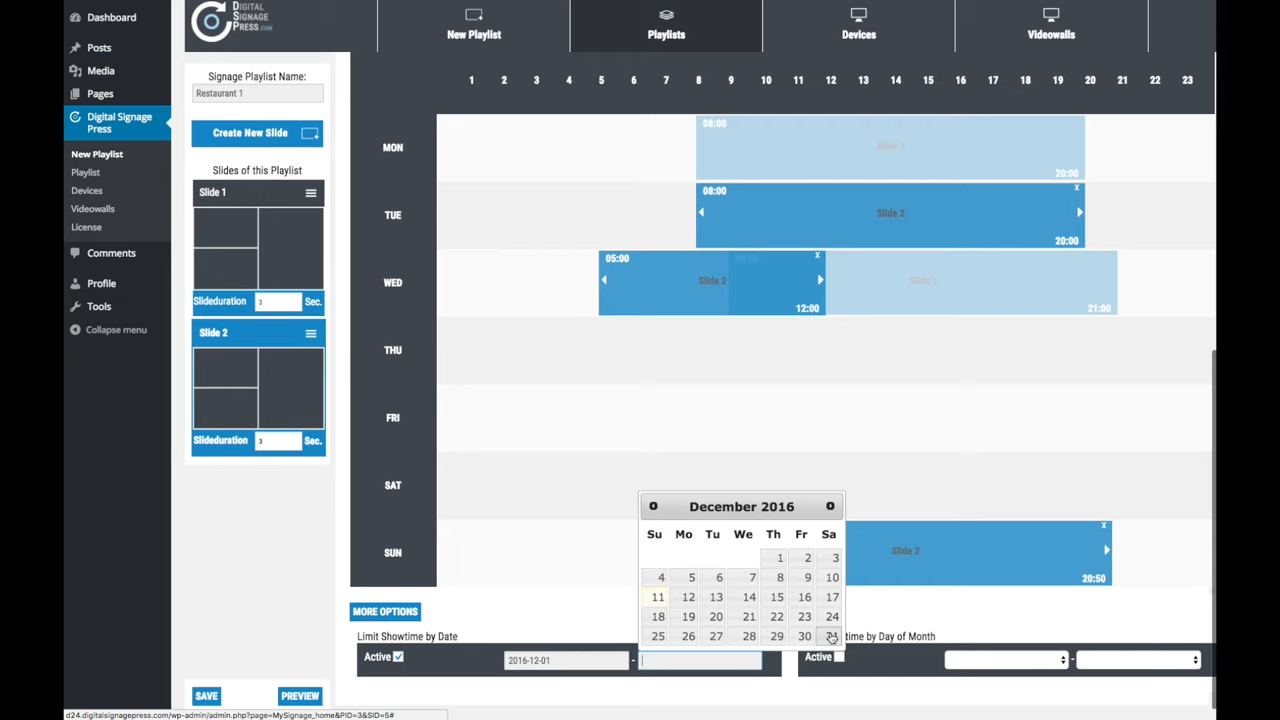 DIGITAL
SIGNAGE
PRESS.COM
New Playlist
Playlists
Devices
Videowalls
Dashboard
Posts
Media
Pages
Digital Signage
Press
New Playlist
Playlist
Devices
Videowalls
License
Comments
Profile
Tools
Collapse menu
Signage Playlist Name:
Restaurant 1
Create New Slide
Slides of this Playlist
Slide 1
Slideduration 3 Sec.
Slide 2
Slideduration 3 Sec.
SAVE PREVIEW
1 2 3 4 5 6 7 8 9 10 11 12 13 14 15 16 17 18 19 20 21 22 23
MON
08:00
Slide 1
20:00
TUE
08:00
x
Slide 2
20:00
WED
05:00
x
Slide 2
12:00
Slide 1
21:00
THU
FRI
SAT
SUN
x
Slide 2
20:50
December 2016
Su Mo Tu We Th Fr Sa
1 2 3
4 5 6 7 8 9 10
11 12 13 14 15 16 17
18 19 20 21 22 23 24
25 26 27 28 29 30 31
MORE OPTIONS
Limit Showtime by Date
Active
2016-12-01
-
time by Day of Month
Active
-
d24.digitalsignagepress.com/wp-admin/admin.php?page=MySignage_home&PID=3&SID=5#